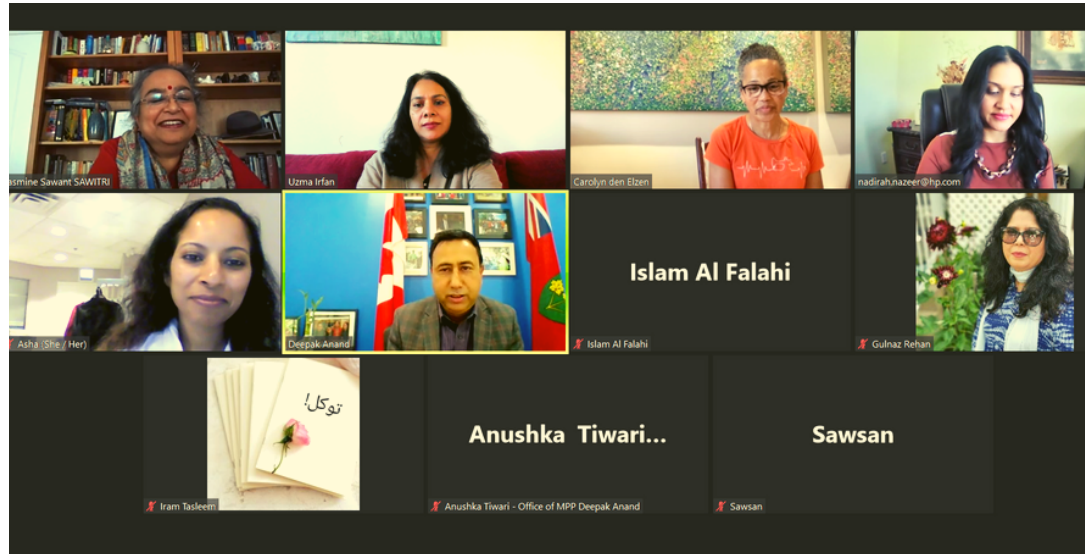 asmine Sawant SAWITRI
Uzma Irfan
Carolyn den Elzen
nadirah.nazeer@hp.com
Asha (She / Her)
Deepak Anand
Islam Al Falahi
Islam Al Falahi
Gulnaz Rehan
توكل!
Iram Tasleem
Anushka Tiwari...
Anushka Tiwari - Office of MPP Deepak Anand
Sawsan
Sawsan